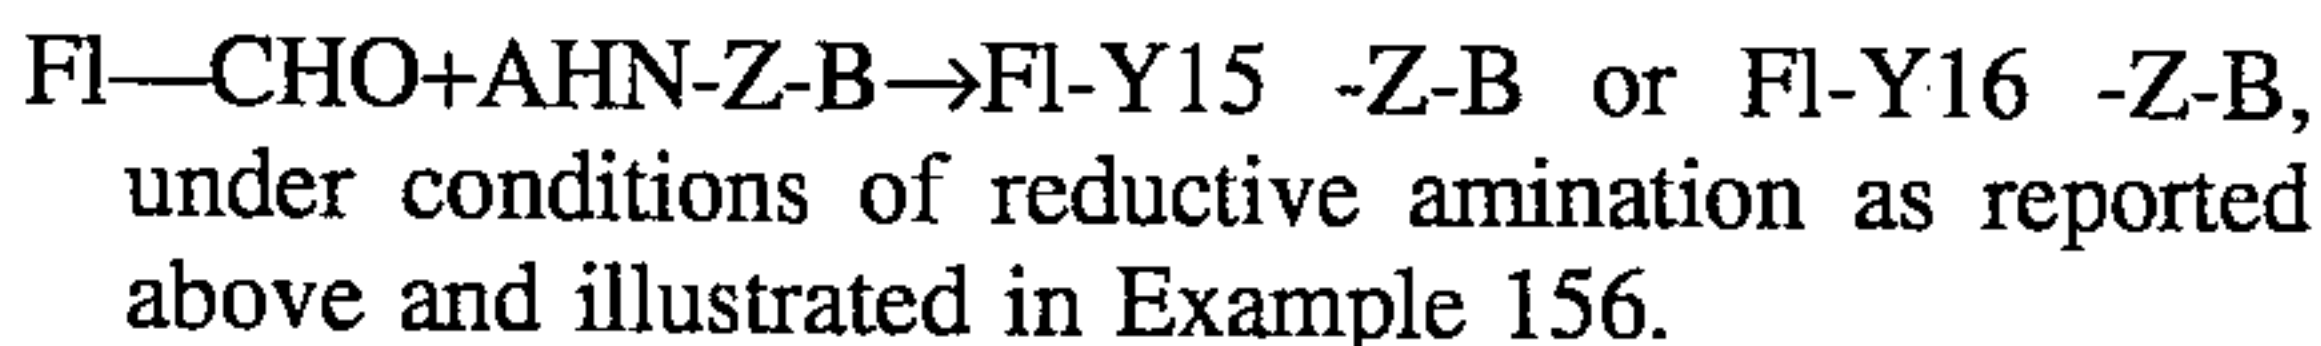 Fl—CHO+AHN-Z-B→Fl-Y15 -Z-B or Fl-Y16 -Z-B,
under conditions of reductive amination as reported
above and illustrated in Example 156.